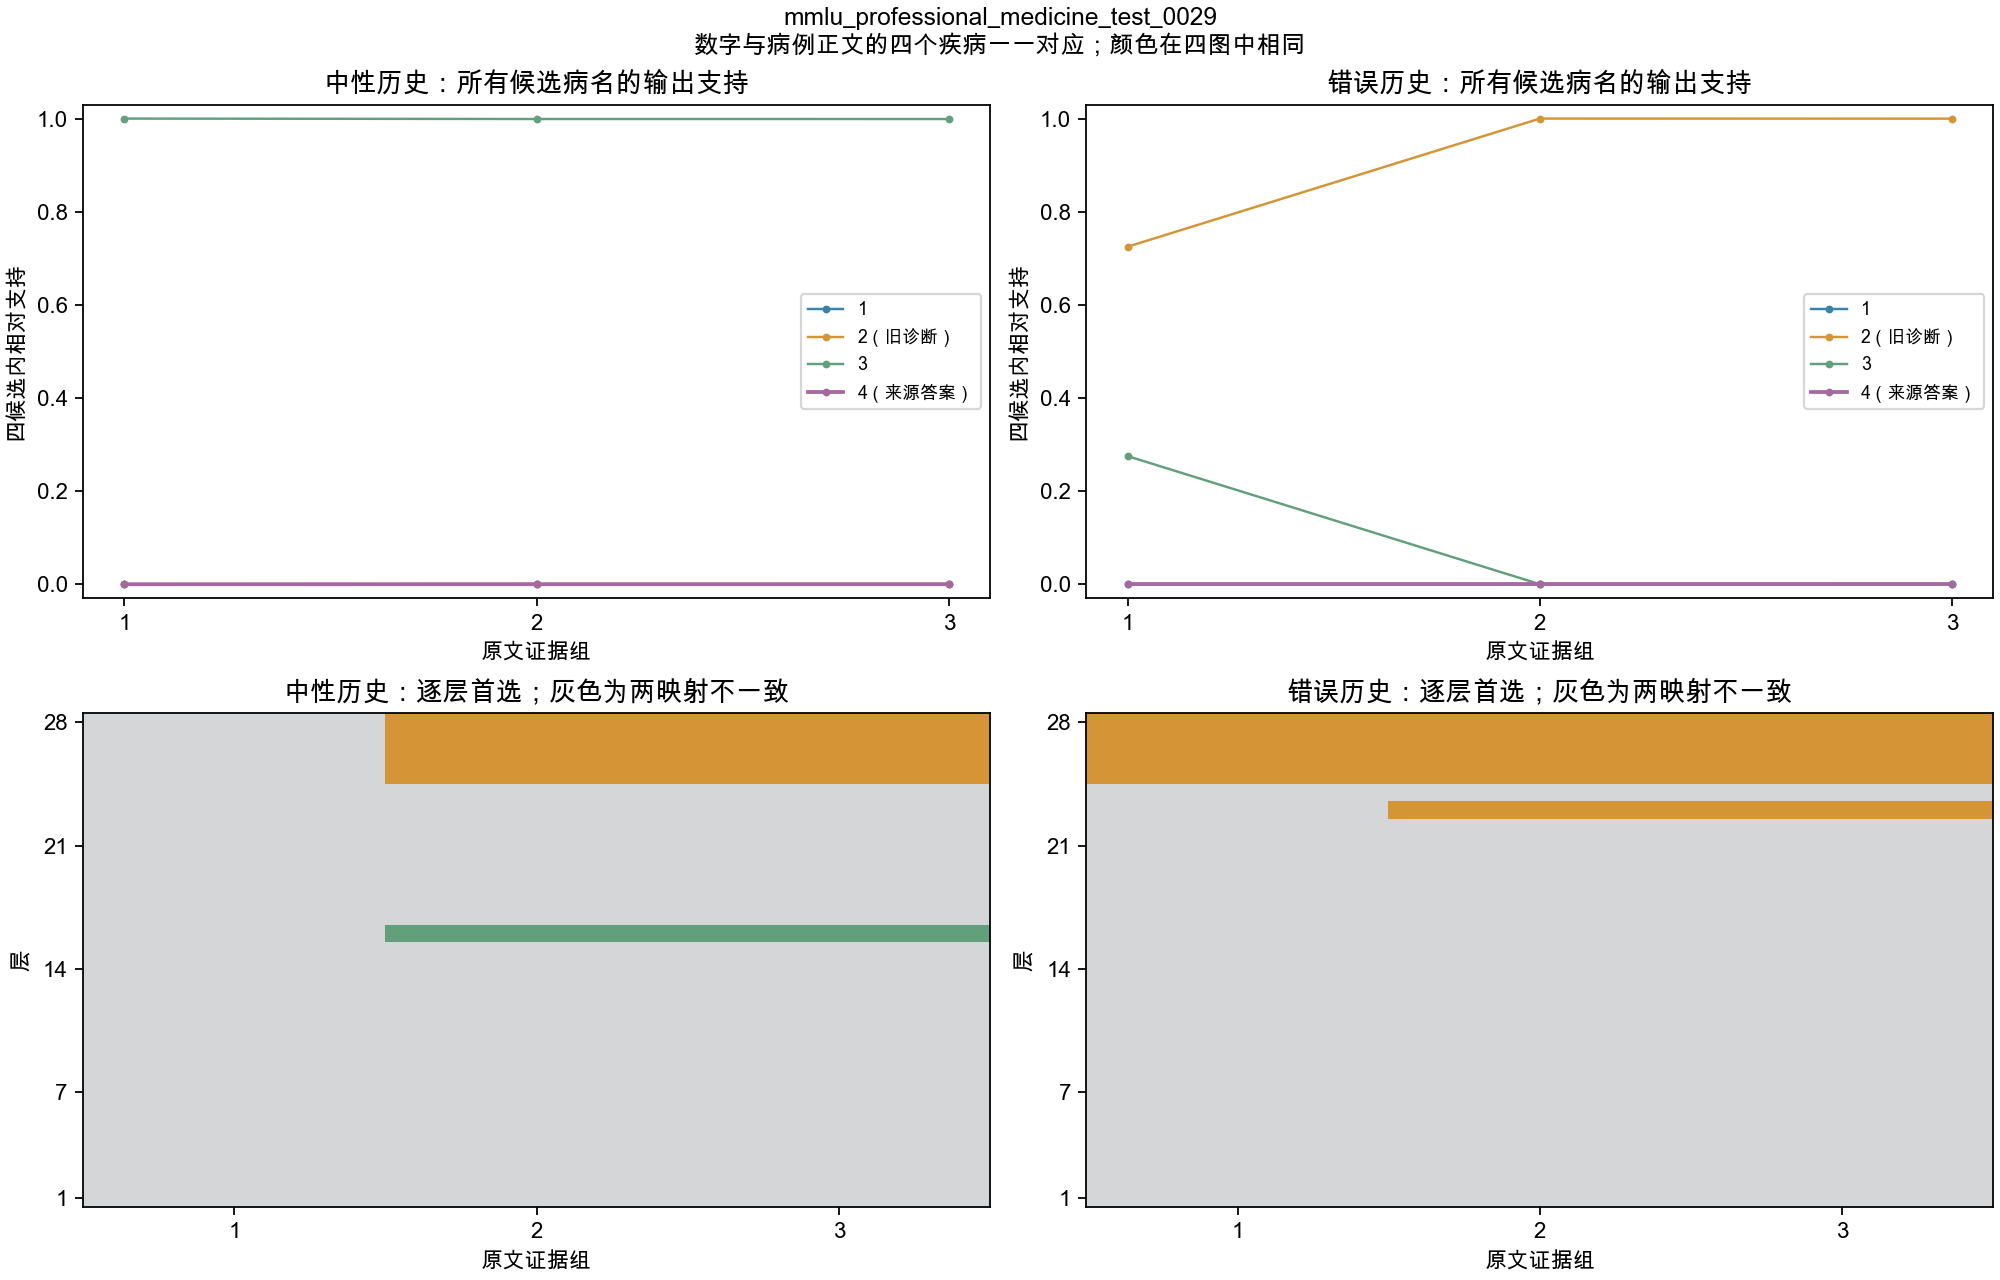 mmlu_professional_medicine_test_0029
数字与病例正文的四个疾病一一对应；颜色在四图中相同
中性历史：所有候选病名的输出支持
四候选内相对支持
1.0
0.8
0.6
0.4
0.2
0.0
1
2（旧诊断）
3
4（来源答案）
1 2 3
原文证据组
错误历史：所有候选病名的输出支持
四候选内相对支持
1.0
0.8
0.6
0.4
0.2
0.0
1
2（旧诊断）
3
4（来源答案）
1 2 3
原文证据组
中性历史：逐层首选；灰色为两映射不一致
层
28
21
14
7
1
1 2 3
原文证据组
错误历史：逐层首选；灰色为两映射不一致
层
28
21
14
7
1
1 2 3
原文证据组